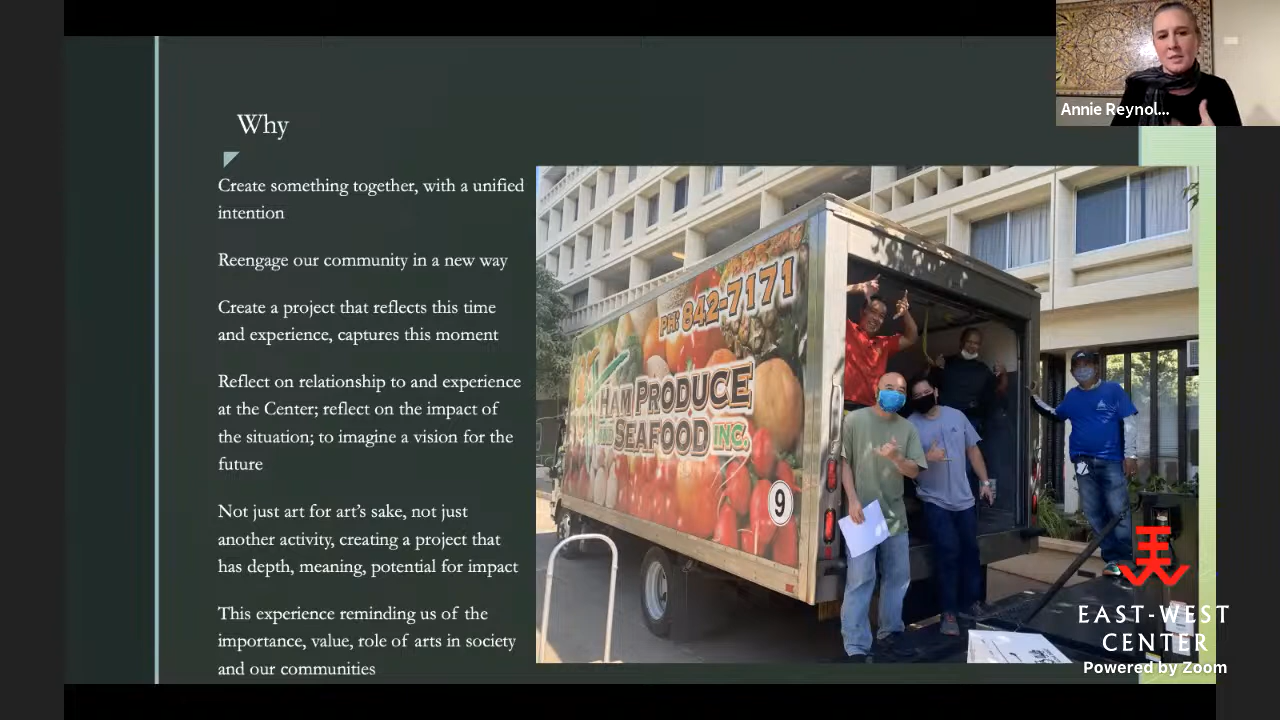 Why
Create something together, with a unified
intention
Reengage our community in a new way
Create a project that reflects this time
and experience, captures this moment
Reflect on relationship to and experience
at the Center; reflect on the impact of
the situation; to imagine a vision for the
future
Not just art for art's sake, not just
another activity, creating a project that
has depth, meaning, potential for impact
This experience reminding us of the
importance, value, role of arts in society
and our communities
PH: 842-7171
HAM PRODUCE
AND SEAFOOD INC.
9
Annie Reynol...
EAST-WEST
CENTER
Powered by Zoom